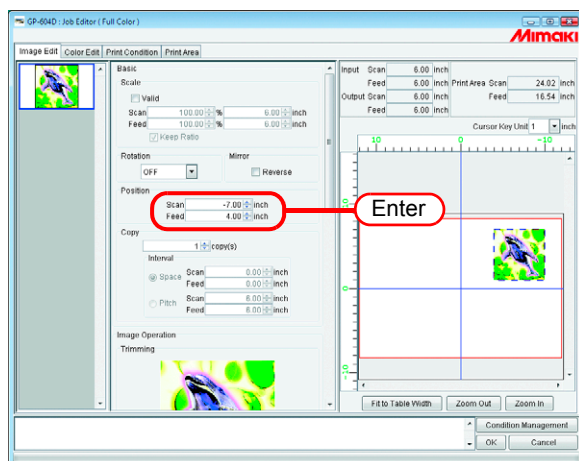 GP-604D : Job Editor ( Full Color )
Mimaki
Image Edit Color Edit Print Condition Print Area
Basic
Scale
Valid
Scan 100.00 % 6.00 inch
Feed 100.00 % 6.00 inch
Keep Ratio
Rotation Mirror
OFF Reverse
Position
Scan -7.00 inch
Feed 4.00 inch
Enter
Copy
1 copy(s)
Interval
Space Scan 0.00 inch
Feed 0.00 inch
Pitch Scan 6.00 inch
Feed 6.00 inch
Image Operation
Trimming
Input Scan 6.00 inch
Feed 6.00 inch Print Area Scan 24.02 inch
Output Scan 6.00 inch Feed 16.54 inch
Feed 6.00 inch
Cursor Key Unit 1 inch
10 0 -10
10
0
-10
Fit to Table Width Zoom Out Zoom In
Condition Management
OK Cancel